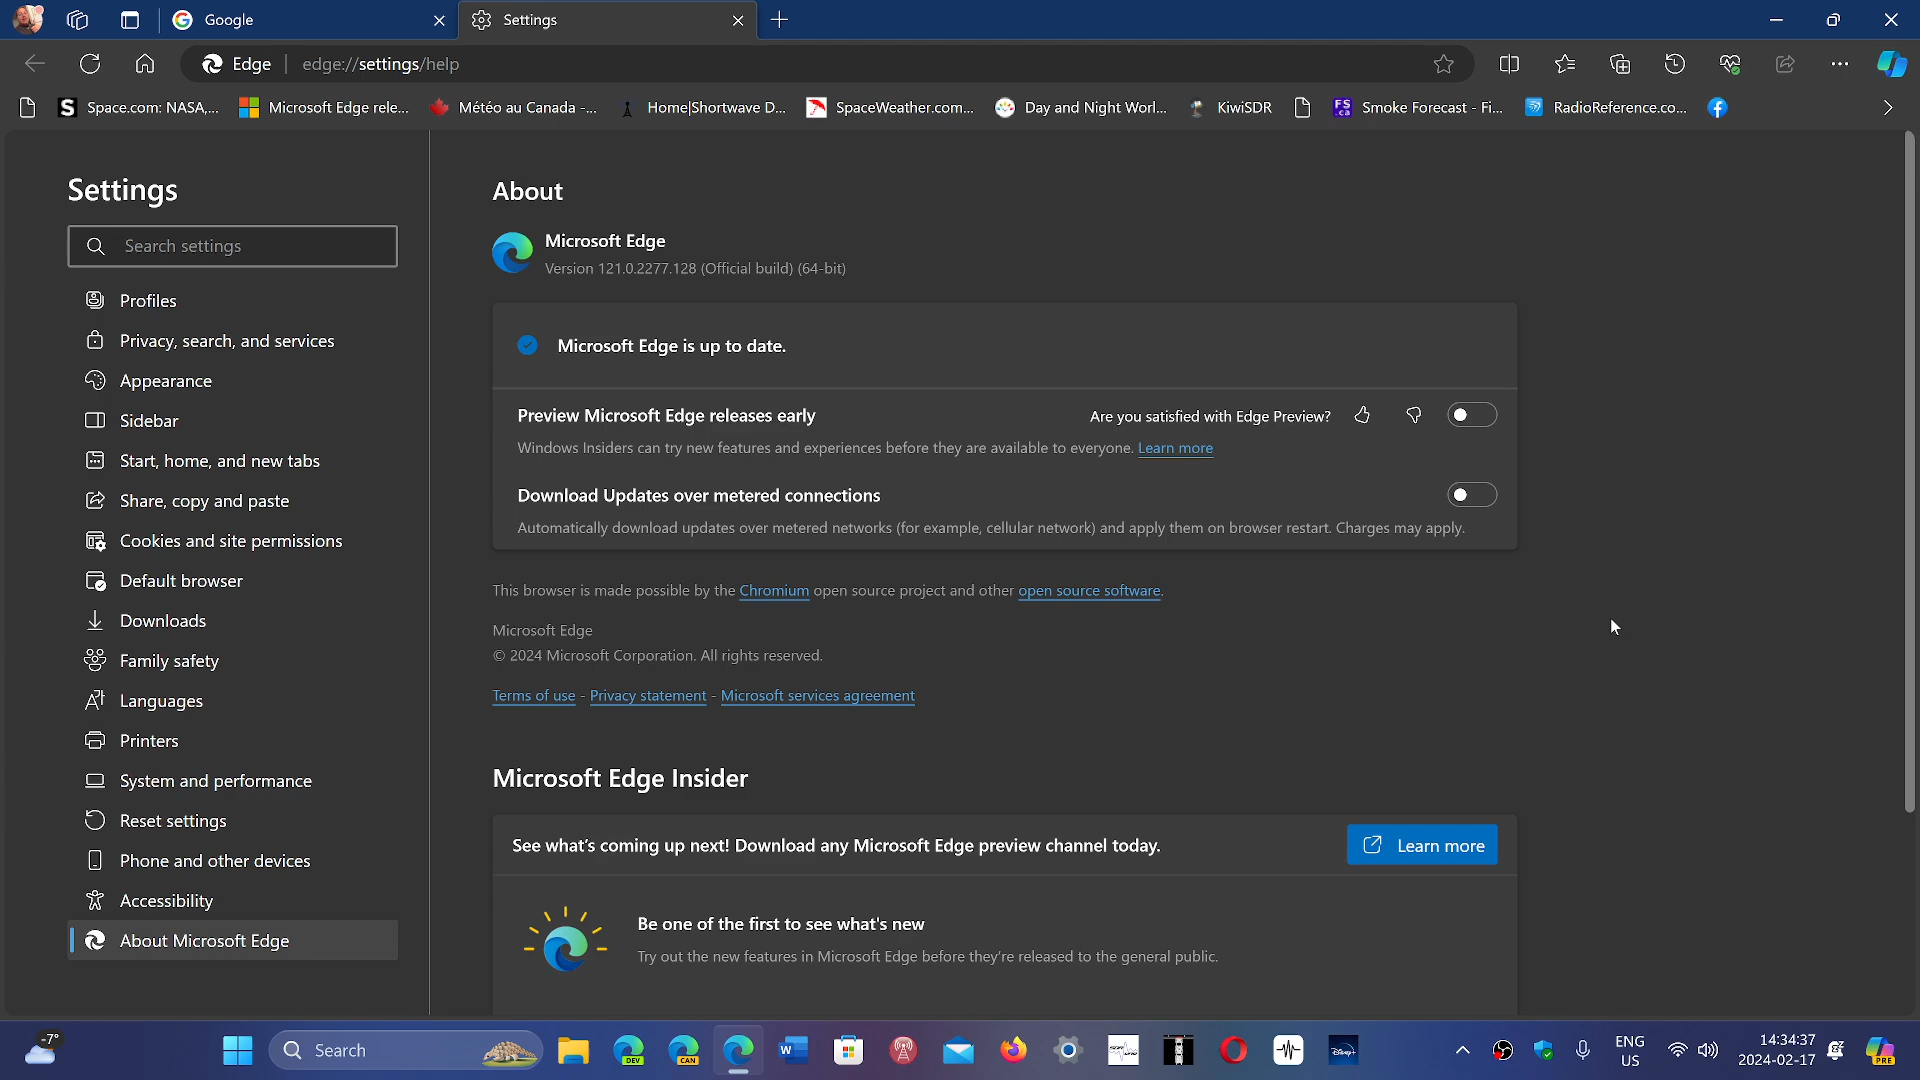 Google
Settings
Edge
edge://settings/help
Space.com: NASA,...
Microsoft Edge rele...
Météo au Canada -...
Home|Shortwave D...
SpaceWeather.com...
Day and Night Worl...
KiwiSDR
FS.ca
Smoke Forecast - Fi...
RadioReference.co...
Settings
Search settings
Profiles
Privacy, search, and services
Appearance
Sidebar
Start, home, and new tabs
Share, copy and paste
Cookies and site permissions
Default browser
Downloads
Family safety
Languages
Printers
System and performance
Reset settings
Phone and other devices
Accessibility
About Microsoft Edge
About
Microsoft Edge
Version 121.0.2277.128 (Official build) (64-bit)
Microsoft Edge is up to date.
Preview Microsoft Edge releases early
Are you satisfied with Edge Preview?
Windows Insiders can try new features and experiences before they are available to everyone. Learn more
Download Updates over metered connections
Automatically download updates over metered networks (for example, cellular network) and apply them on browser restart. Charges may apply.
This browser is made possible by the Chromium open source project and other open source software.
Microsoft Edge
© 2024 Microsoft Corporation. All rights reserved.
Terms of use - Privacy statement - Microsoft services agreement
Microsoft Edge Insider
See what's coming up next! Download any Microsoft Edge preview channel today.
Learn more
Be one of the first to see what's new
Try out the new features in Microsoft Edge before they're released to the general public.
-7°
Search
DEV
CAN
Disney+
ENG
US
14:34:37
2024-02-17
PRE